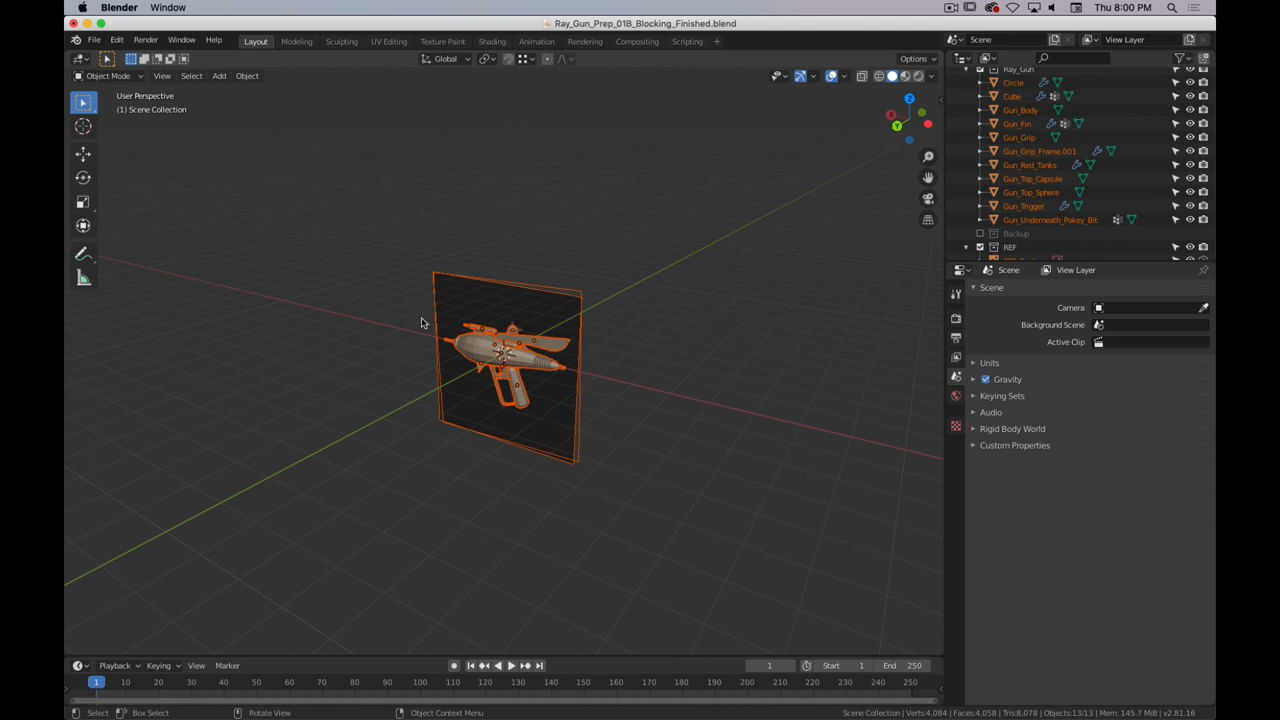 Blender Window Thu 8:00 PM
Ray_Gun_Prep_01B_Blocking_Finished.blend
File Edit Render Window Help Layout Modeling Sculpting UV Editing Texture Paint Shading Animation Rendering Compositing Scripting + Scene View Layer
Global Options
Object Mode View Select Add Object
User Perspective
(1) Scene Collection
Z
X
Y
Ray_Gun
Circle
Cube
Gun_Body
Gun_Fin
Gun_Grip
Gun_Grip_Frame.001
Gun_Red_Tanks
Gun_Top_Capsule
Gun_Top_Sphere
Gun_Trigger
Gun_Underneath_Pokey_Bit
Backup
REF
Scene View Layer
Scene
Camera
Background Scene
Active Clip
Units
Gravity
Keying Sets
Audio
Rigid Body World
Custom Properties
Playback Keying View Marker 1 Start 1 End 250
1 10 20 30 40 50 60 70 80 90 100 110 120 130 140 150 160 170 180 190 200 210 220 230 240 250
Select Box Select Rotate View Object Context Menu Scene Collection | Verts:4,084 | Faces:4,058 | Tris:8,078 | Objects:13/13 | Mem: 145.7 MiB | v2.81.16